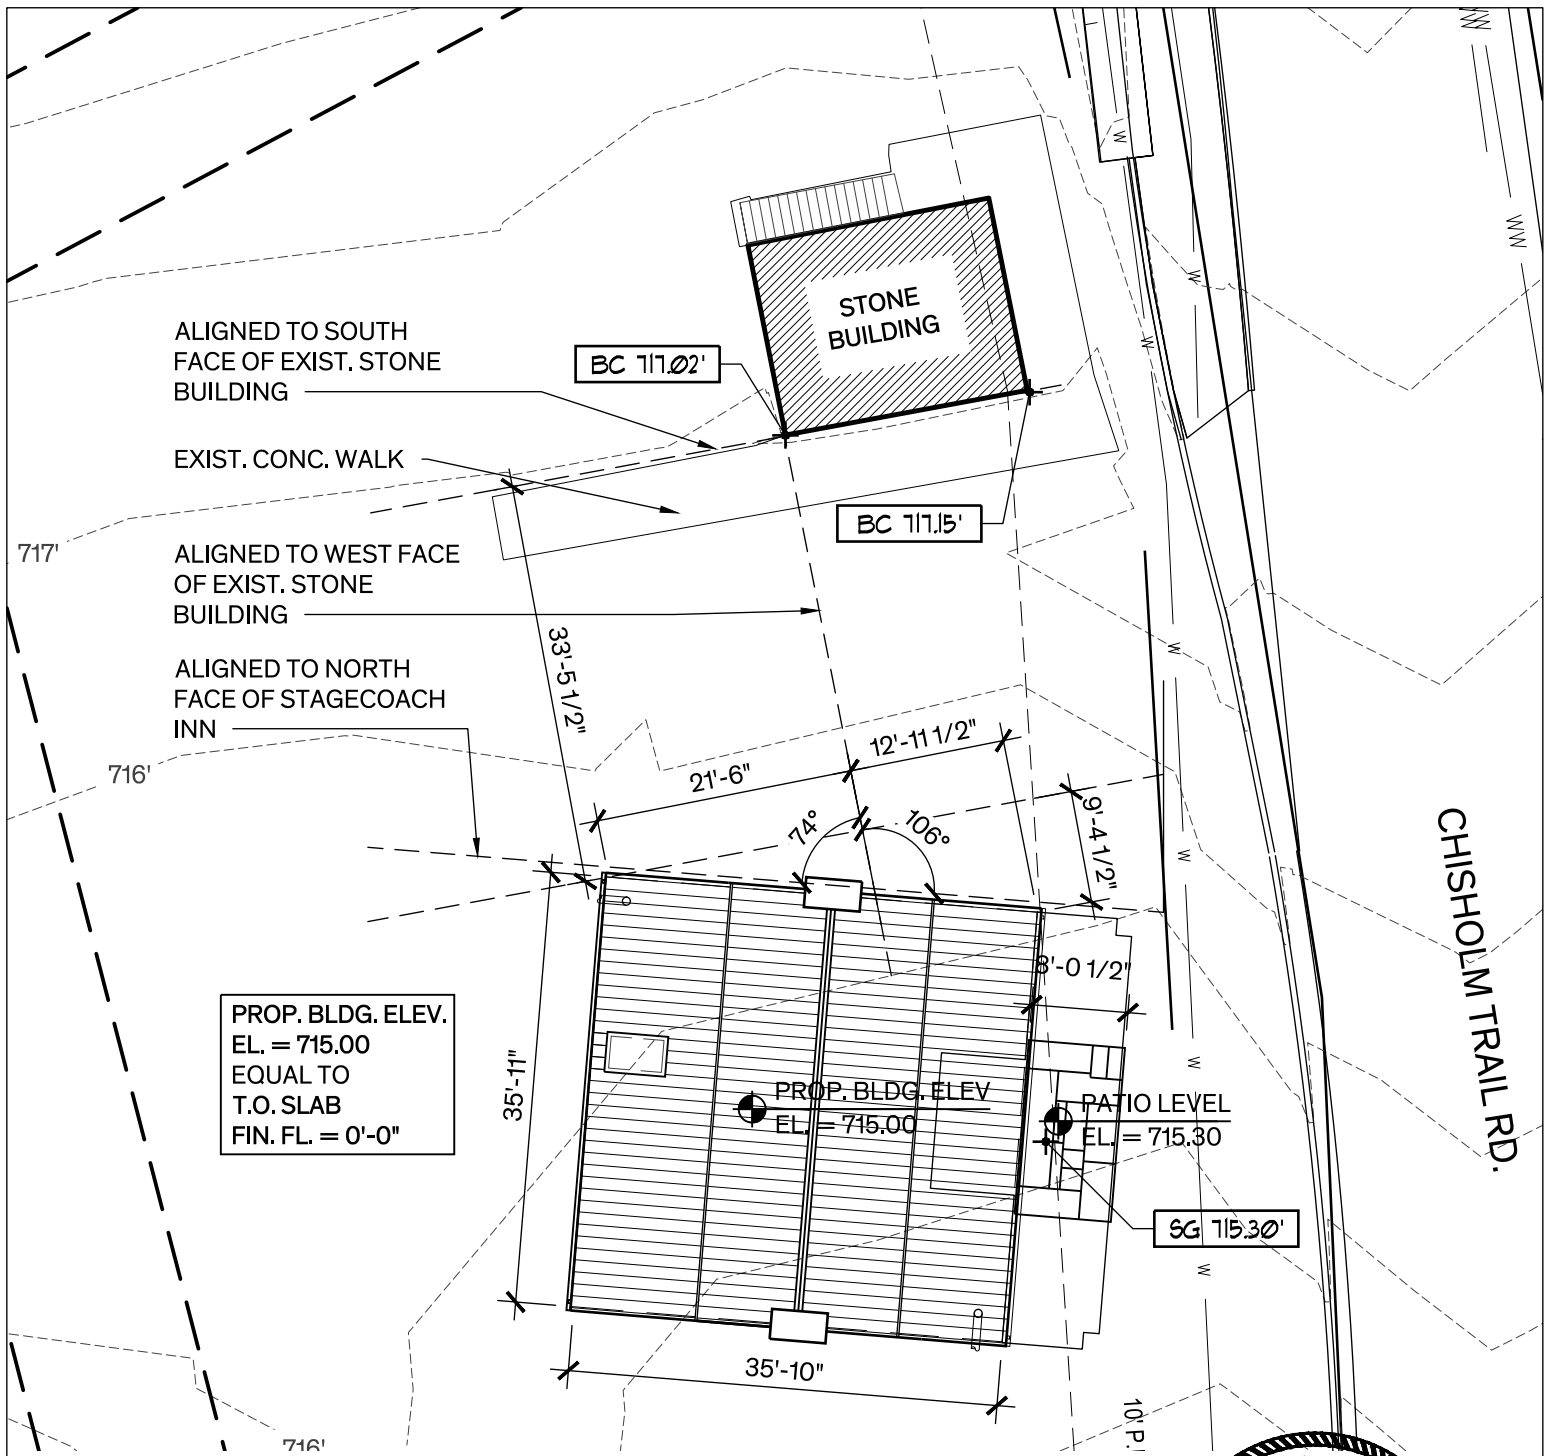 STONE
BUILDING
ALIGNED TO SOUTH
FACE OF EXIST. STONE
BUILDING
BC 717.02'
EXIST. CONC. WALK
BC 717.15'
717'
ALIGNED TO WEST FACE
OF EXIST. STONE
BUILDING
33'-5 1/2"
ALIGNED TO NORTH
FACE OF STAGECOACH
INN
716'
21'-6"
12'-11 1/2"
74°
106°
9'-4 1/2"
8'-0 1/2"
CHISHOLM TRAIL RD.
PROP. BLDG. ELEV.
EL. = 715.00
EQUAL TO
T.O. SLAB
FIN. FL. = 0'-0"
35'-11"
PROP. BLDG. ELEV
EL. = 715.00
PATIO LEVEL
EL. = 715.30
SG 715.30'
35'-10"
716'
10' P.
W
W
W
W
W
W
W
W
W
WW